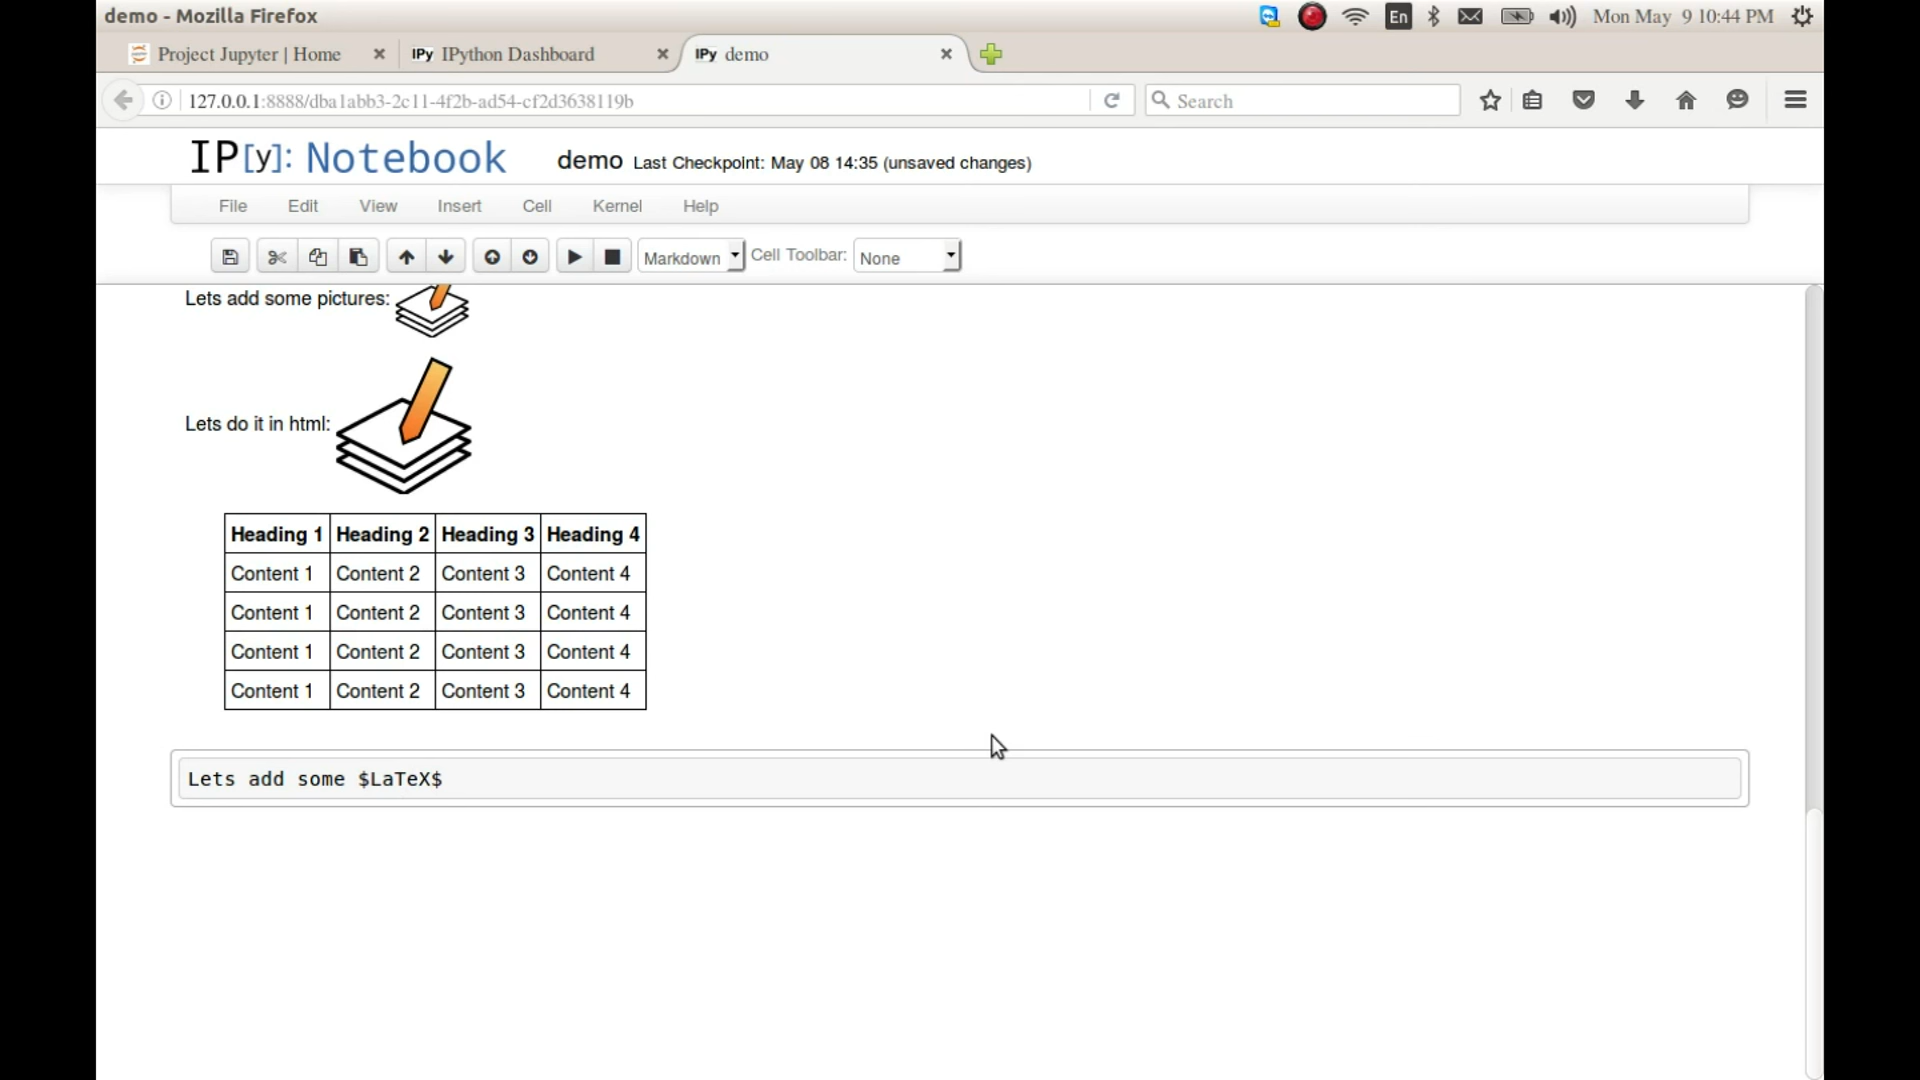 demo - Mozilla Firefox
En
Mon May 9 10:44 PM
Project Jupyter | Home
IPy IPython Dashboard
IPy demo
127.0.0.1:8888/dba1abb3-2c11-4f2b-ad54-cf2d3638119b
Search
IP[y]: Notebook
demo Last Checkpoint: May 08 14:35 (unsaved changes)
File Edit View Insert Cell Kernel Help
Markdown Cell Toolbar: None
Lets add some pictures:
Lets do it in html:
Heading 1 Heading 2 Heading 3 Heading 4
Content 1 Content 2 Content 3 Content 4
Content 1 Content 2 Content 3 Content 4
Content 1 Content 2 Content 3 Content 4
Content 1 Content 2 Content 3 Content 4
Lets add some $LaTeX$